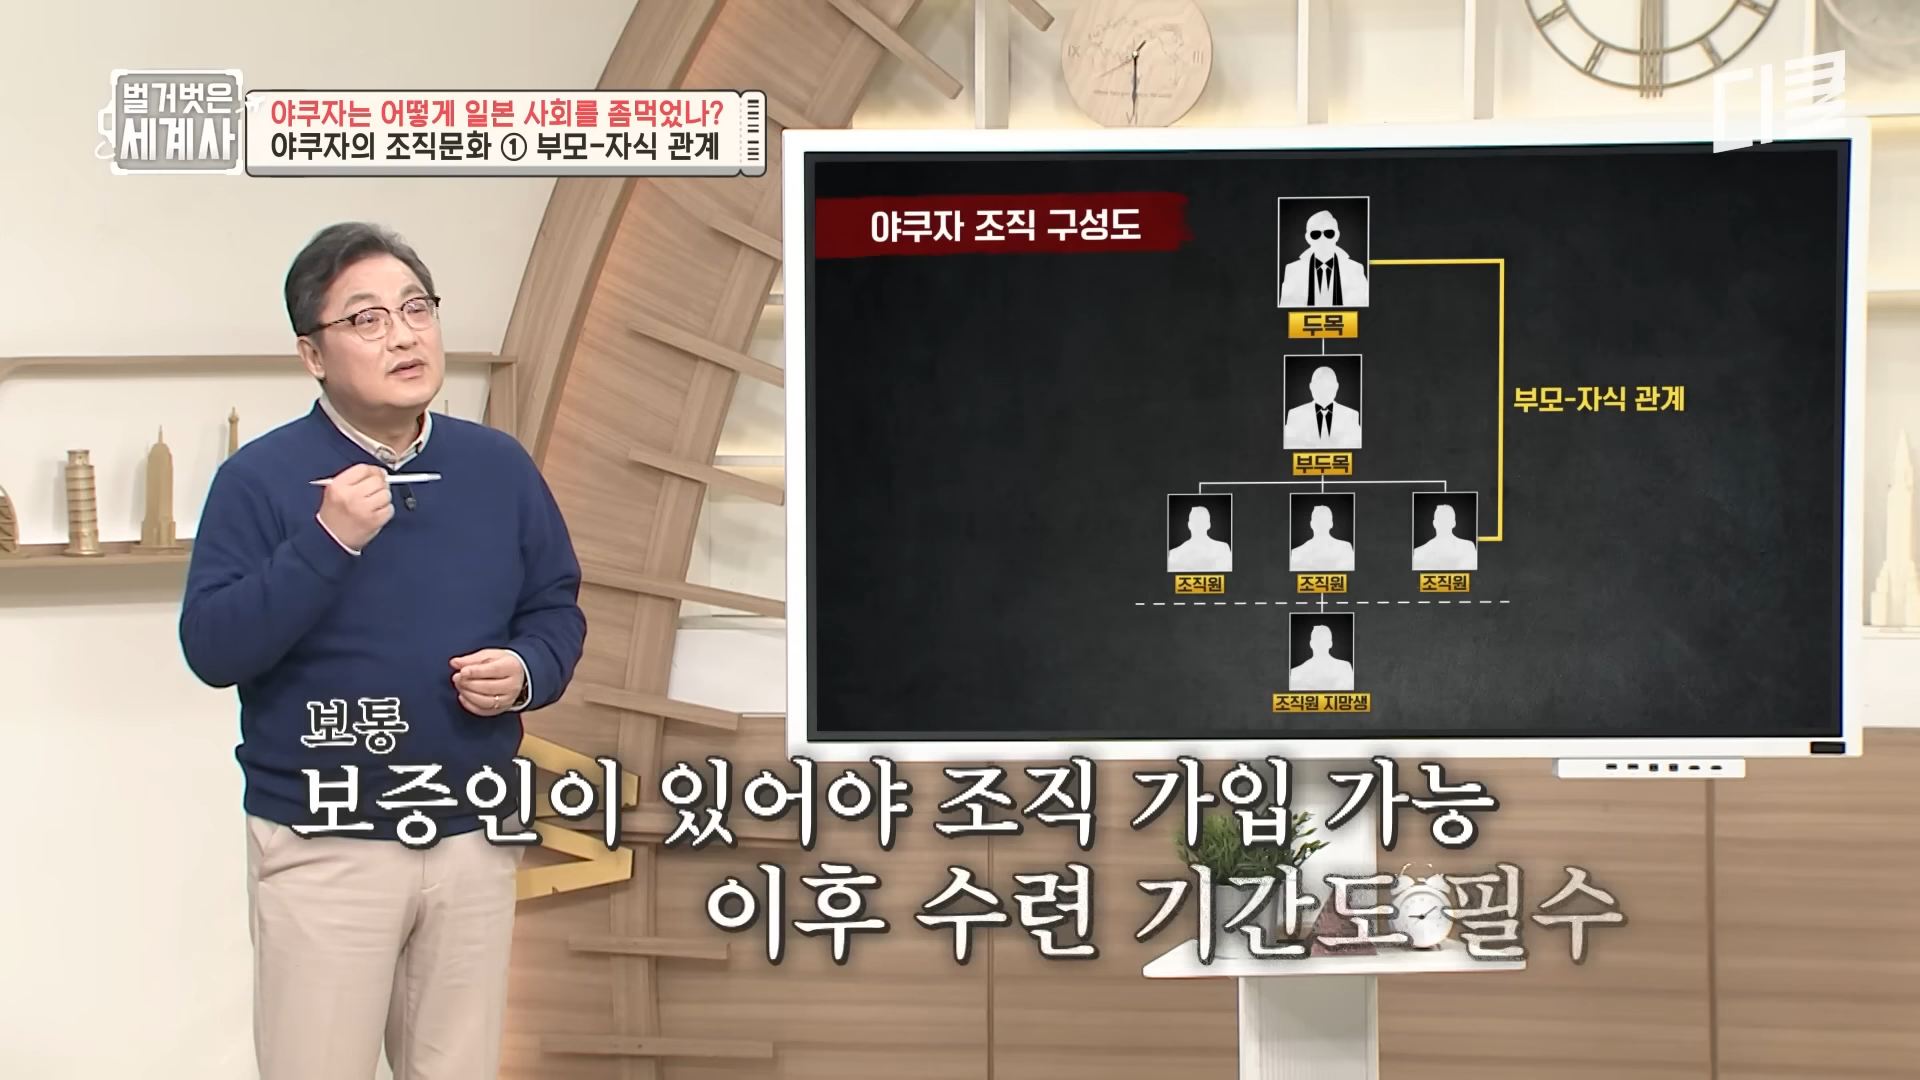 벌거벗은
세계사
야쿠자는 어떻게 일본 사회를 좀먹었나?
야쿠자의 조직문화 ① 부모-자식 관계
디클
야쿠자 조직 구성도
두목
부모-자식 관계
부두목
조직원 조직원 조직원
조직원 지망생
보통
보증인이 있어야 조직 가입 가능
이후 수련 기간도 필수